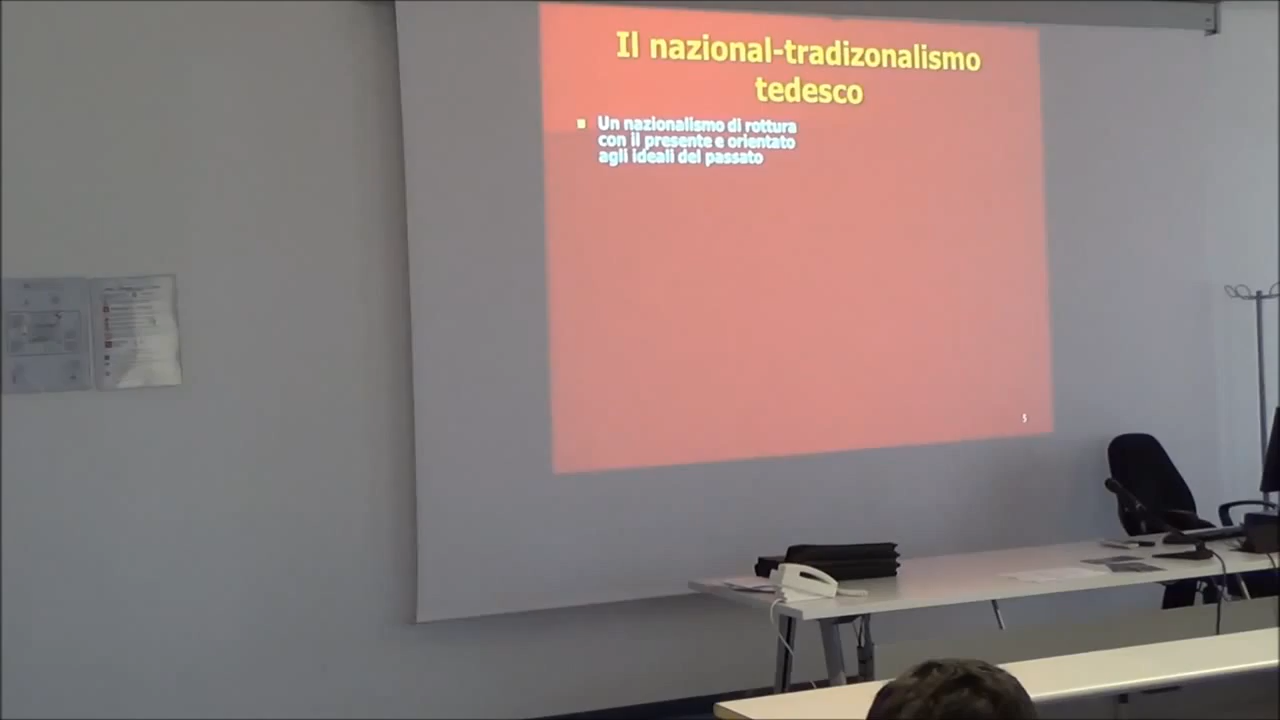 Il nazional-tradizonalismo
tedesco
Un nazionalismo di rottura
con il presente e orientato
agli ideali del passato
5